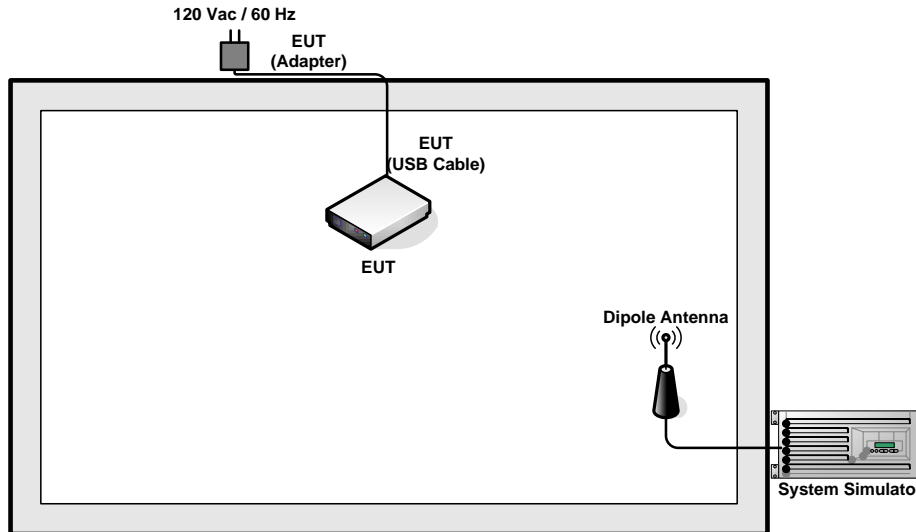 120 Vac / 60 Hz
EUT
(Adapter)
EUT
(USB Cable)
EUT
Dipole Antenna
System Simulato